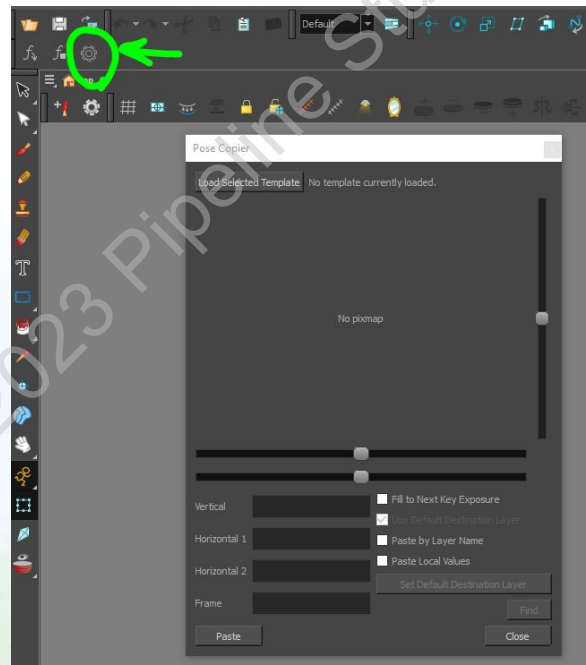 Default
Pose Copier
Load Selected Template No template currently loaded.
No pixmap
Vertical
Fill to Next Key Exposure
Use Default Destination Layer
Horizontal 1
Paste by Layer Name
Paste Local Values
Horizontal 2
Set Default Destination Layer
Frame
Find
Paste
Close
2023 Pipeline Stu